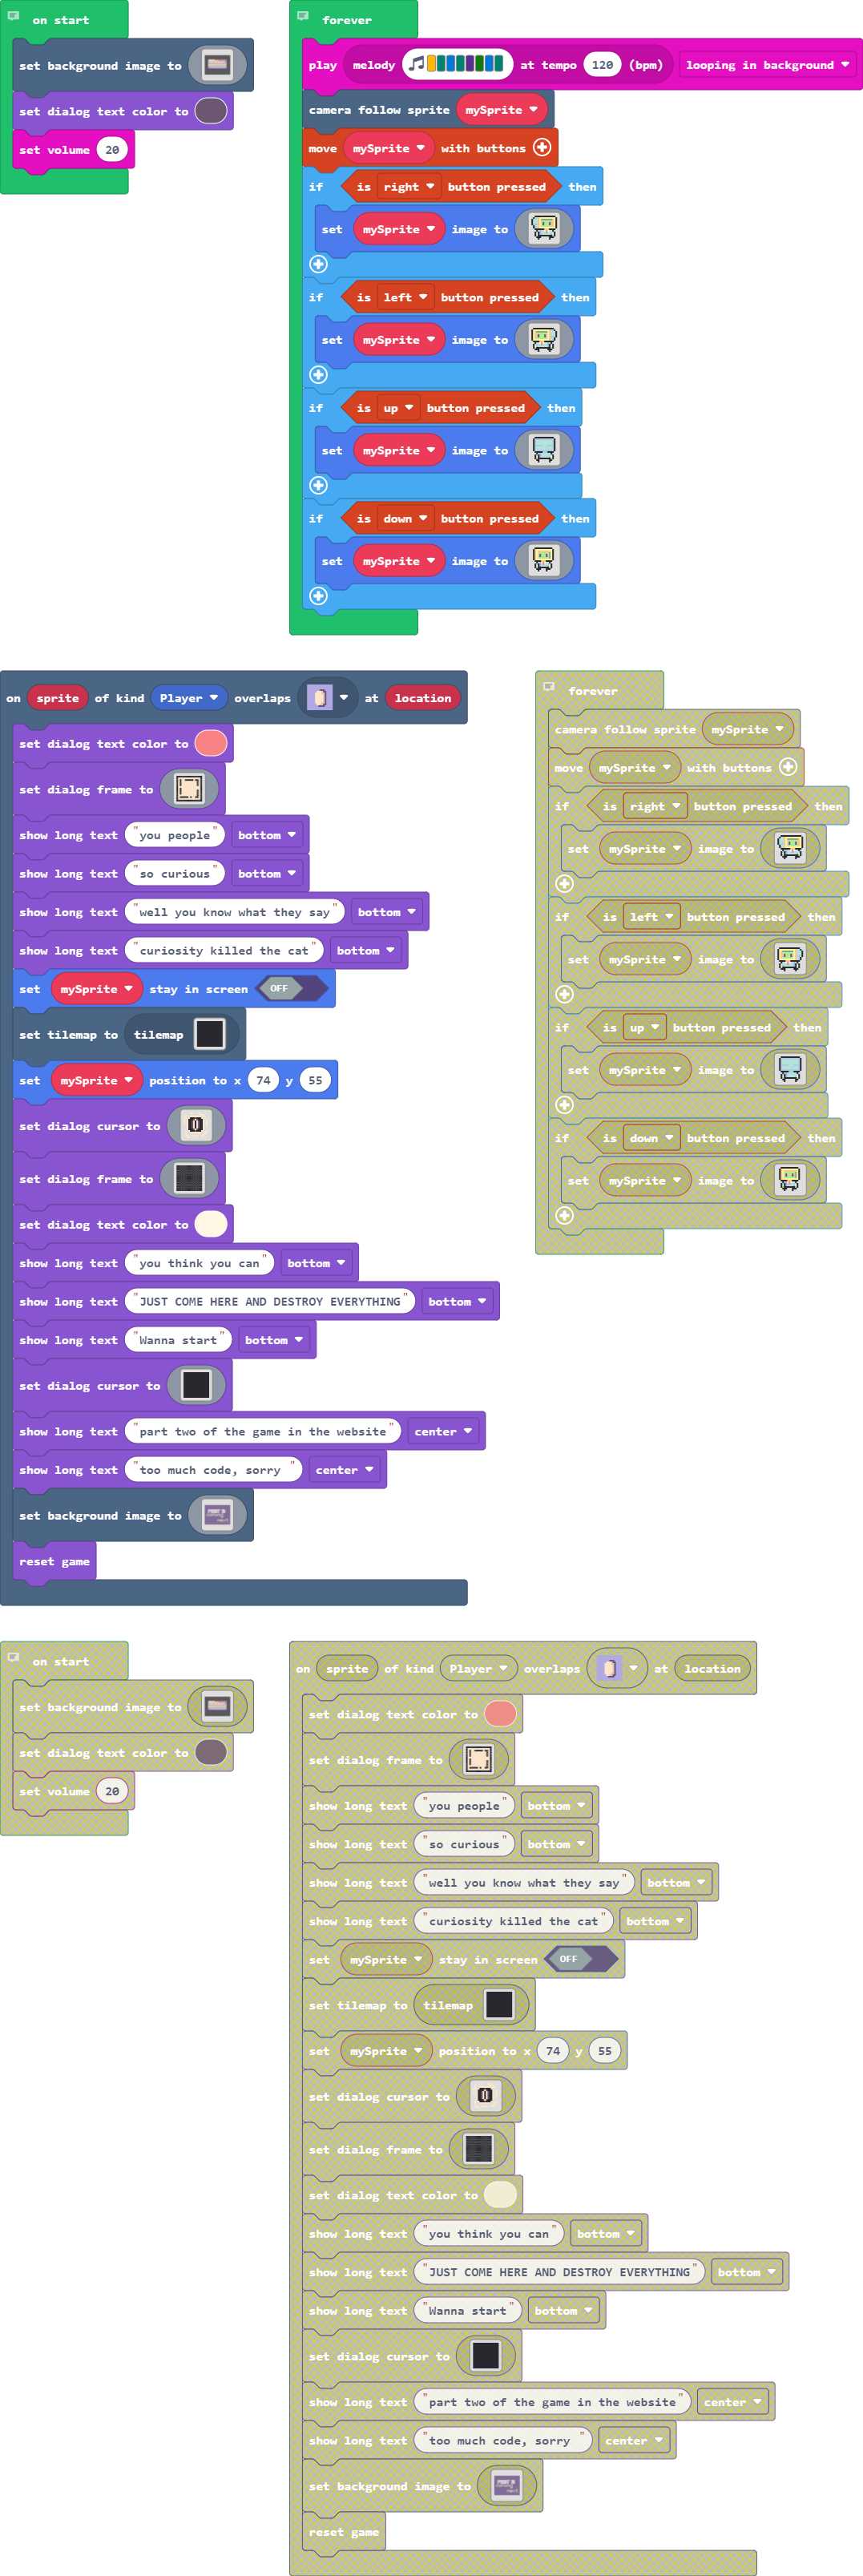 on start
set background image to
set dialog text color to
set volume 20
forever
play melody at tempo 120 (bpm) looping in background
camera follow sprite mySprite
move mySprite with buttons
if is right button pressed then
set mySprite image to
if is left button pressed then
set mySprite image to
if is up button pressed then
set mySprite image to
if is down button pressed then
set mySprite image to
on sprite of kind Player overlaps at location
set dialog text color to
set dialog frame to
show long text "you people" bottom
show long text "so curious" bottom
show long text "well you know what they say" bottom
show long text "curiosity killed the cat" bottom
set mySprite stay in screen OFF
set tilemap to tilemap
set mySprite position to x 74 y 55
set dialog cursor to
set dialog frame to
set dialog text color to
show long text "you think you can" bottom
show long text "JUST COME HERE AND DESTROY EVERYTHING" bottom
show long text "Wanna start" bottom
set dialog cursor to
show long text "part two of the game in the website" center
show long text "too much code, sorry " center
set background image to
reset game
forever
camera follow sprite mySprite
move mySprite with buttons
if is right button pressed then
set mySprite image to
if is left button pressed then
set mySprite image to
if is up button pressed then
set mySprite image to
if is down button pressed then
set mySprite image to
on start
set background image to
set dialog text color to
set volume 20
on sprite of kind Player overlaps at location
set dialog text color to
set dialog frame to
show long text "you people" bottom
show long text "so curious" bottom
show long text "well you know what they say" bottom
show long text "curiosity killed the cat" bottom
set mySprite stay in screen OFF
set tilemap to tilemap
set mySprite position to x 74 y 55
set dialog cursor to
set dialog frame to
set dialog text color to
show long text "you think you can" bottom
show long text "JUST COME HERE AND DESTROY EVERYTHING" bottom
show long text "Wanna start" bottom
set dialog cursor to
show long text "part two of the game in the website" center
show long text "too much code, sorry " center
set background image to
reset game